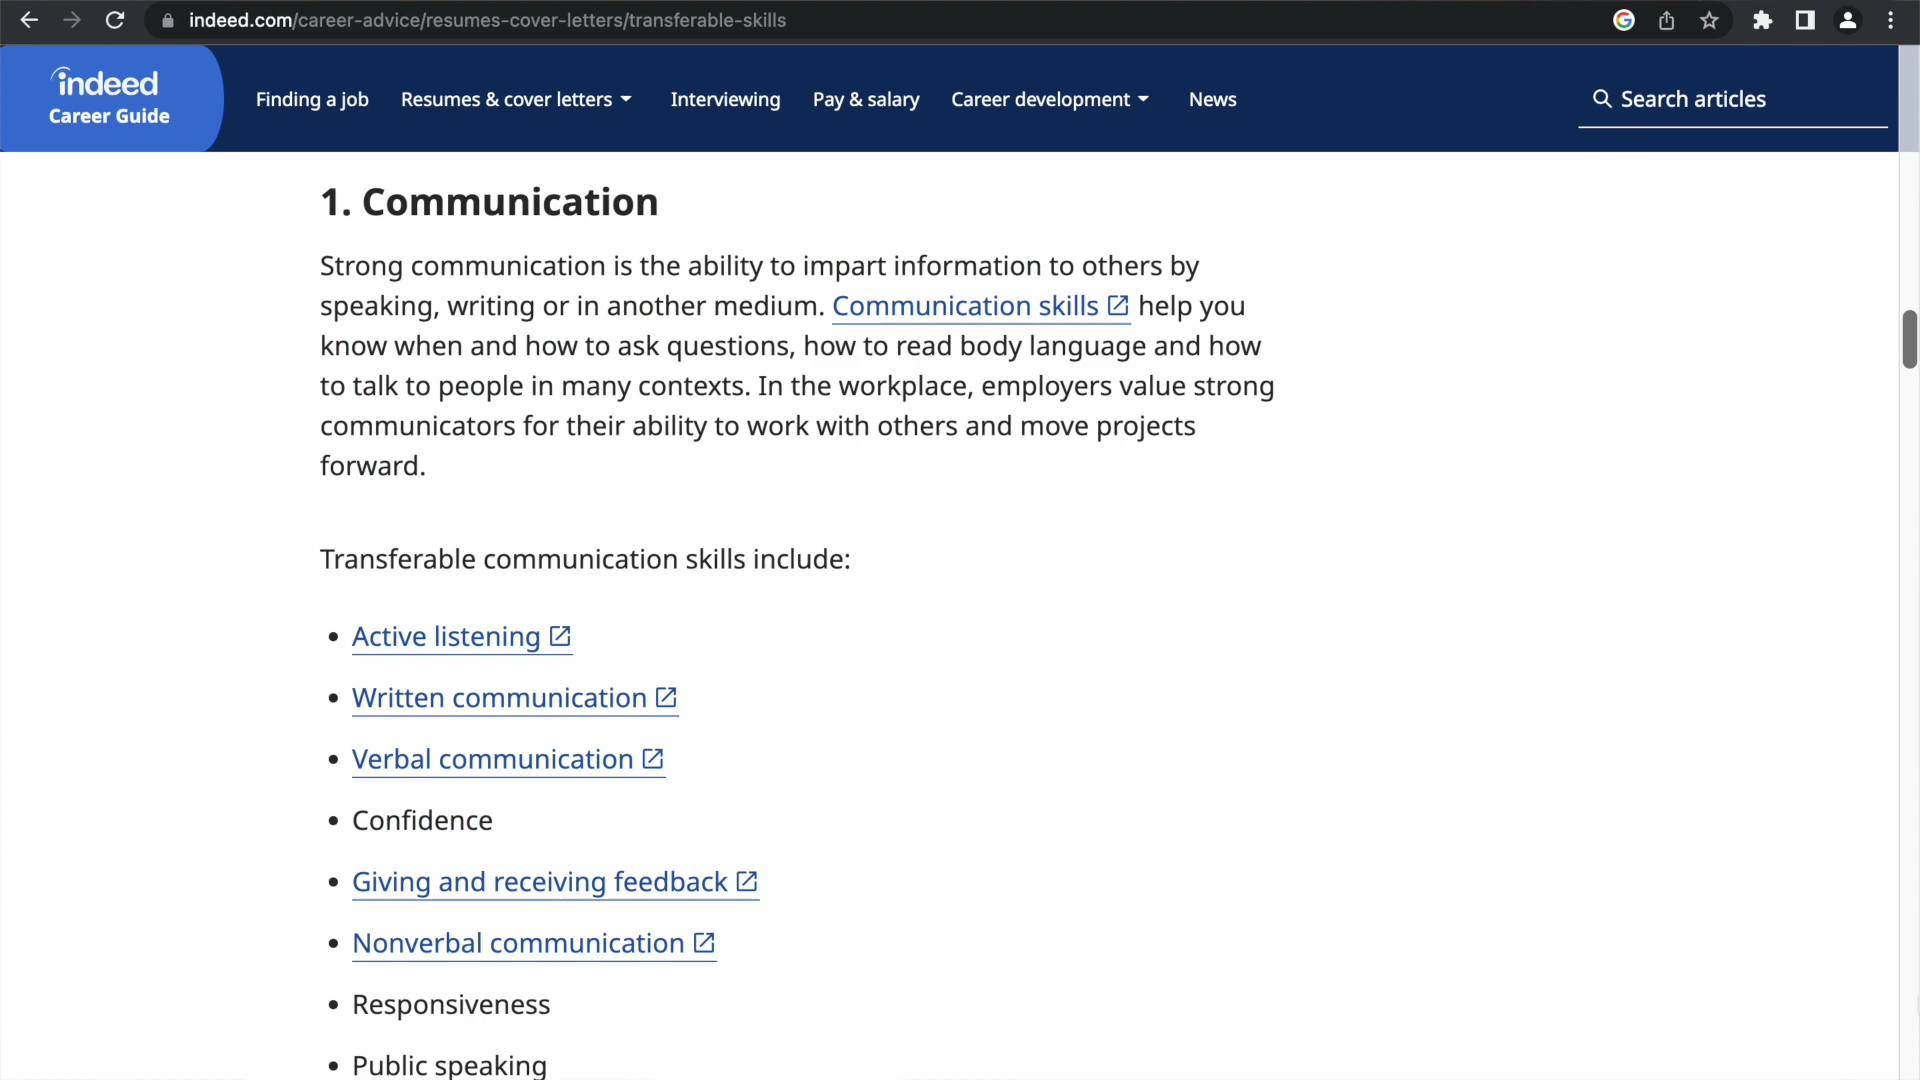 indeed.com/career-advice/resumes-cover-letters/transferable-skills
indeed
Career Guide
Finding a job
Resumes & cover letters
Interviewing
Pay & salary
Career development
News
Search articles
1. Communication
Strong communication is the ability to impart information to others by
speaking, writing or in another medium. Communication skills help you
know when and how to ask questions, how to read body language and how
to talk to people in many contexts. In the workplace, employers value strong
communicators for their ability to work with others and move projects
forward.
Transferable communication skills include:
• Active listening
• Written communication
• Verbal communication
• Confidence
• Giving and receiving feedback
• Nonverbal communication
• Responsiveness
• Public speaking